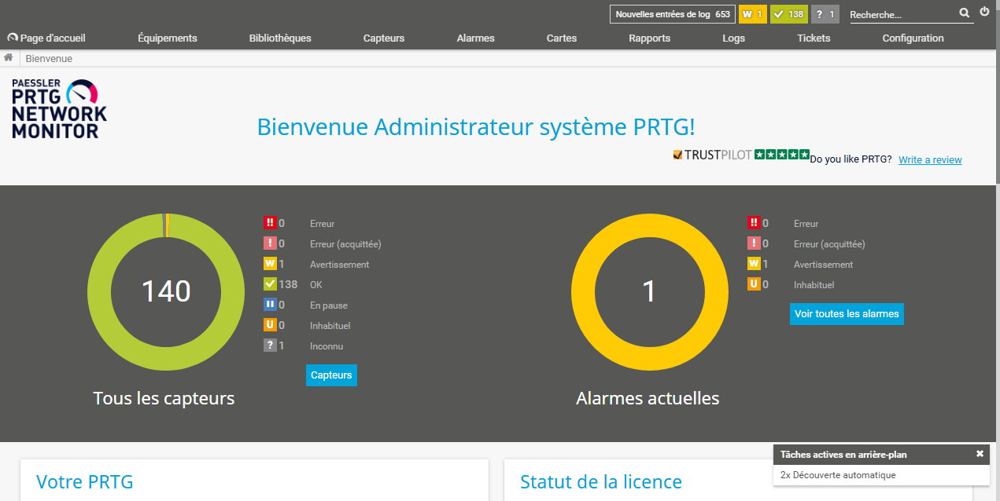 Nouvelles entrées de log 653 W 1 138 ? 1 Recherche...
Page d'accueil Équipements Bibliothèques Capteurs Alarmes Cartes Rapports Logs Tickets Configuration
Bienvenue
PAESSLER
PRTG
NETWORK
MONITOR
Bienvenue Administrateur système PRTG!
TRUSTPILOT Do you like PRTG? Write a review
140
!! 0 Erreur
! 0 Erreur (acquittée)
W 1 Avertissement
138 OK
0 En pause
U 0 Inhabituel
? 1 Inconnu
Capteurs
Tous les capteurs
1
!! 0 Erreur
! 0 Erreur (acquittée)
W 1 Avertissement
U 0 Inhabituel
Voir toutes les alarmes
Alarmes actuelles
Votre PRTG
Statut de la licence
Tâches actives en arrière-plan
2x Découverte automatique